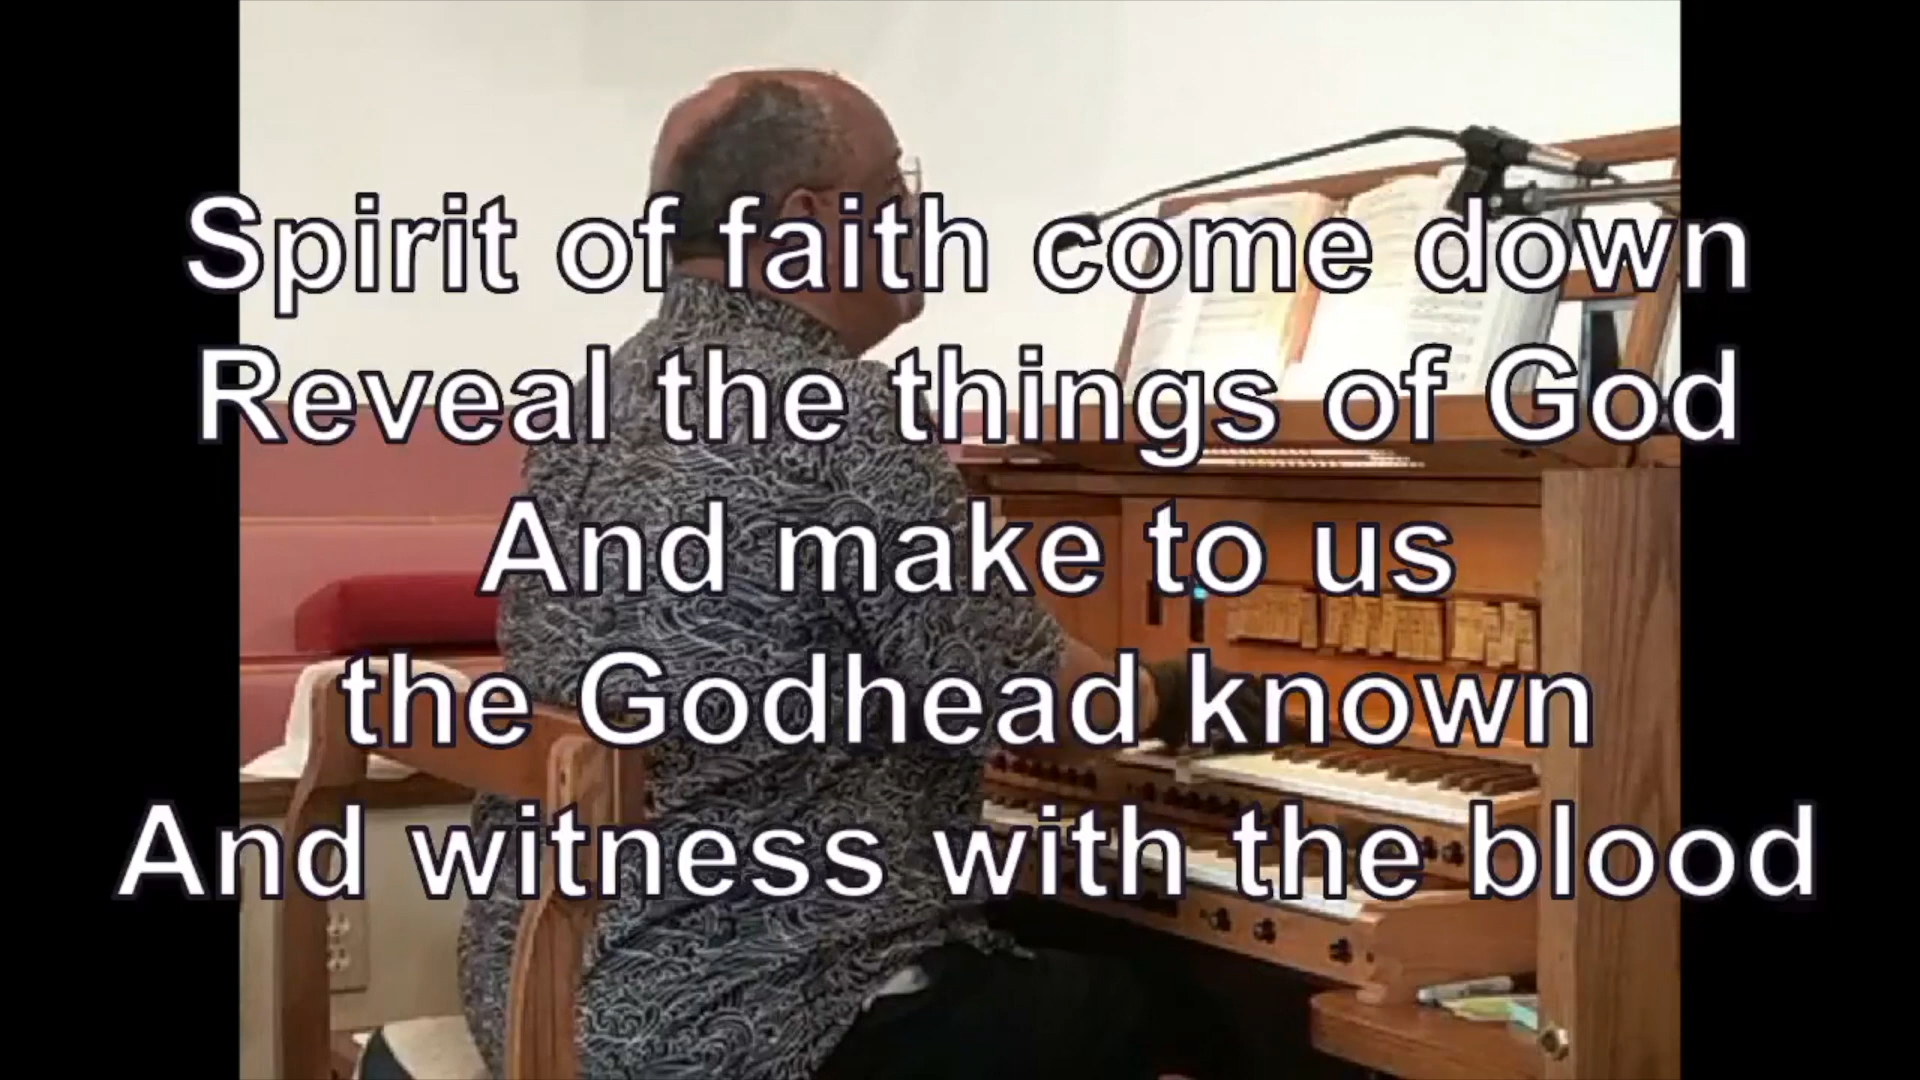 Spirit of faith come down
Reveal the things of God
And make to us
the Godhead known
And witness with the blood